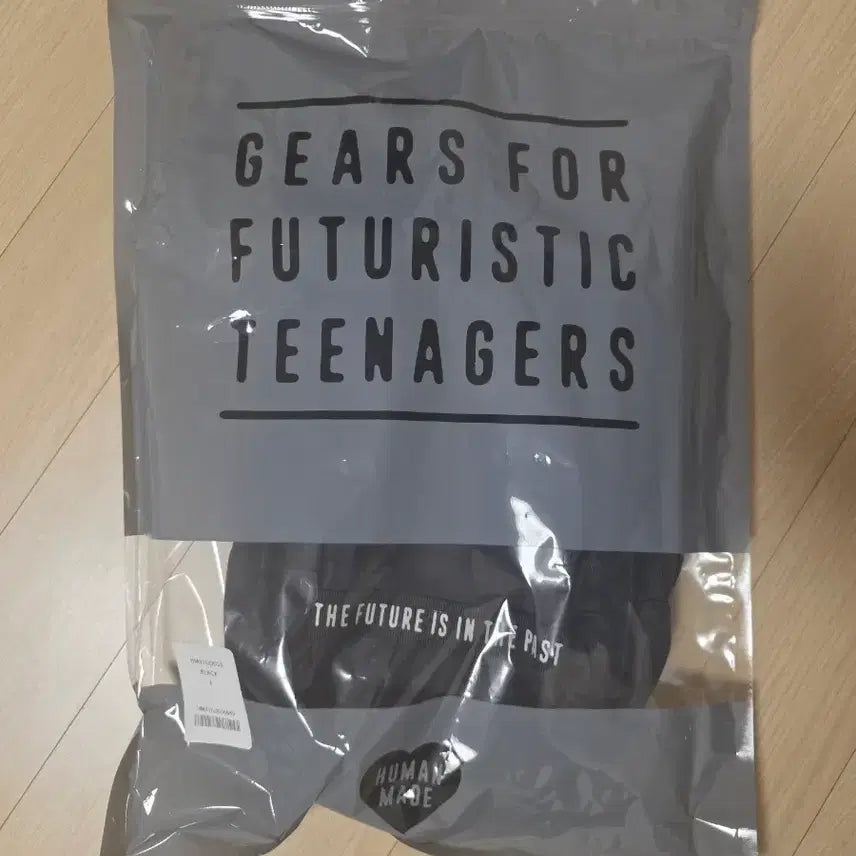 GEARS FOR
FUTURISTIC
TEENAGERS
THE FUTURE IS IN THE PAST
BLACK
HUMAN
MADE